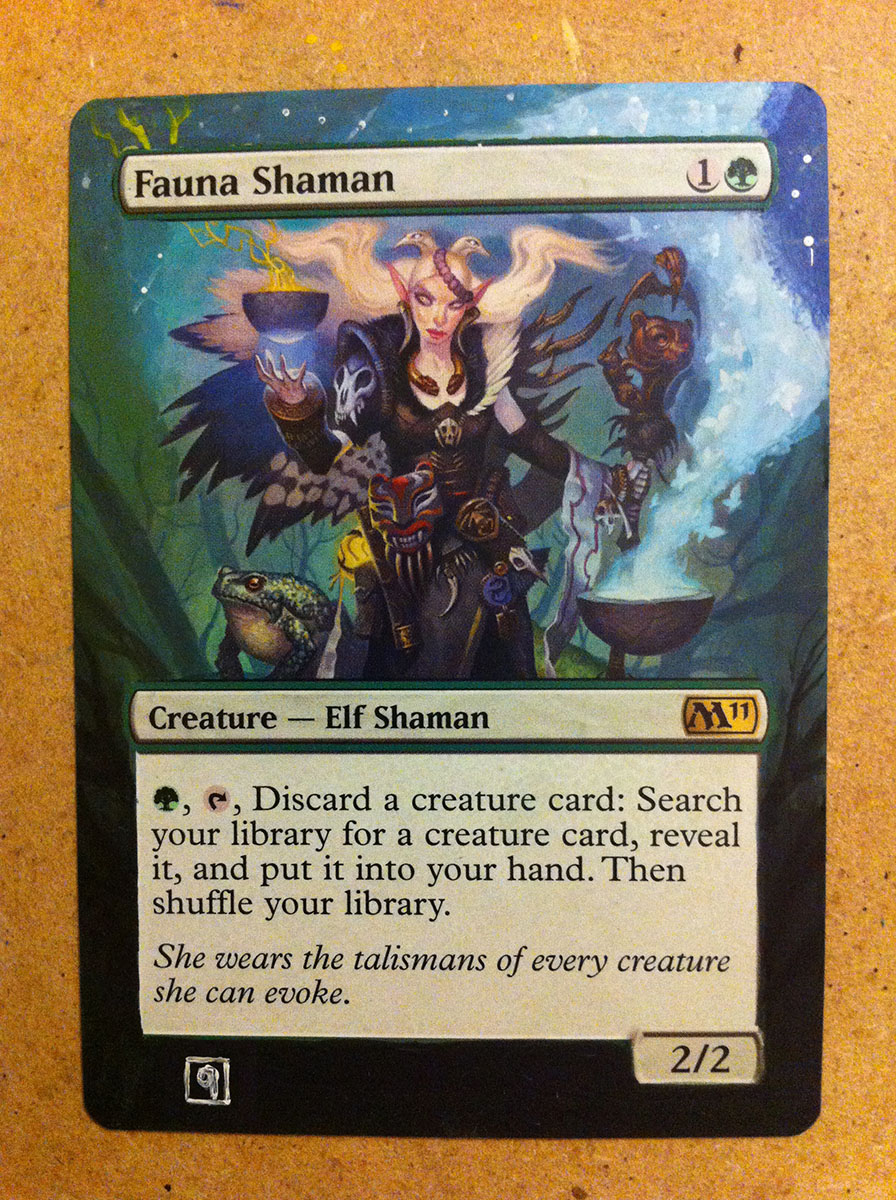 Fauna Shaman 1
Creature — Elf Shaman M11
, , Discard a creature card: Search
your library for a creature card, reveal
it, and put it into your hand. Then
shuffle your library.
She wears the talismans of every creature
she can evoke.
2/2